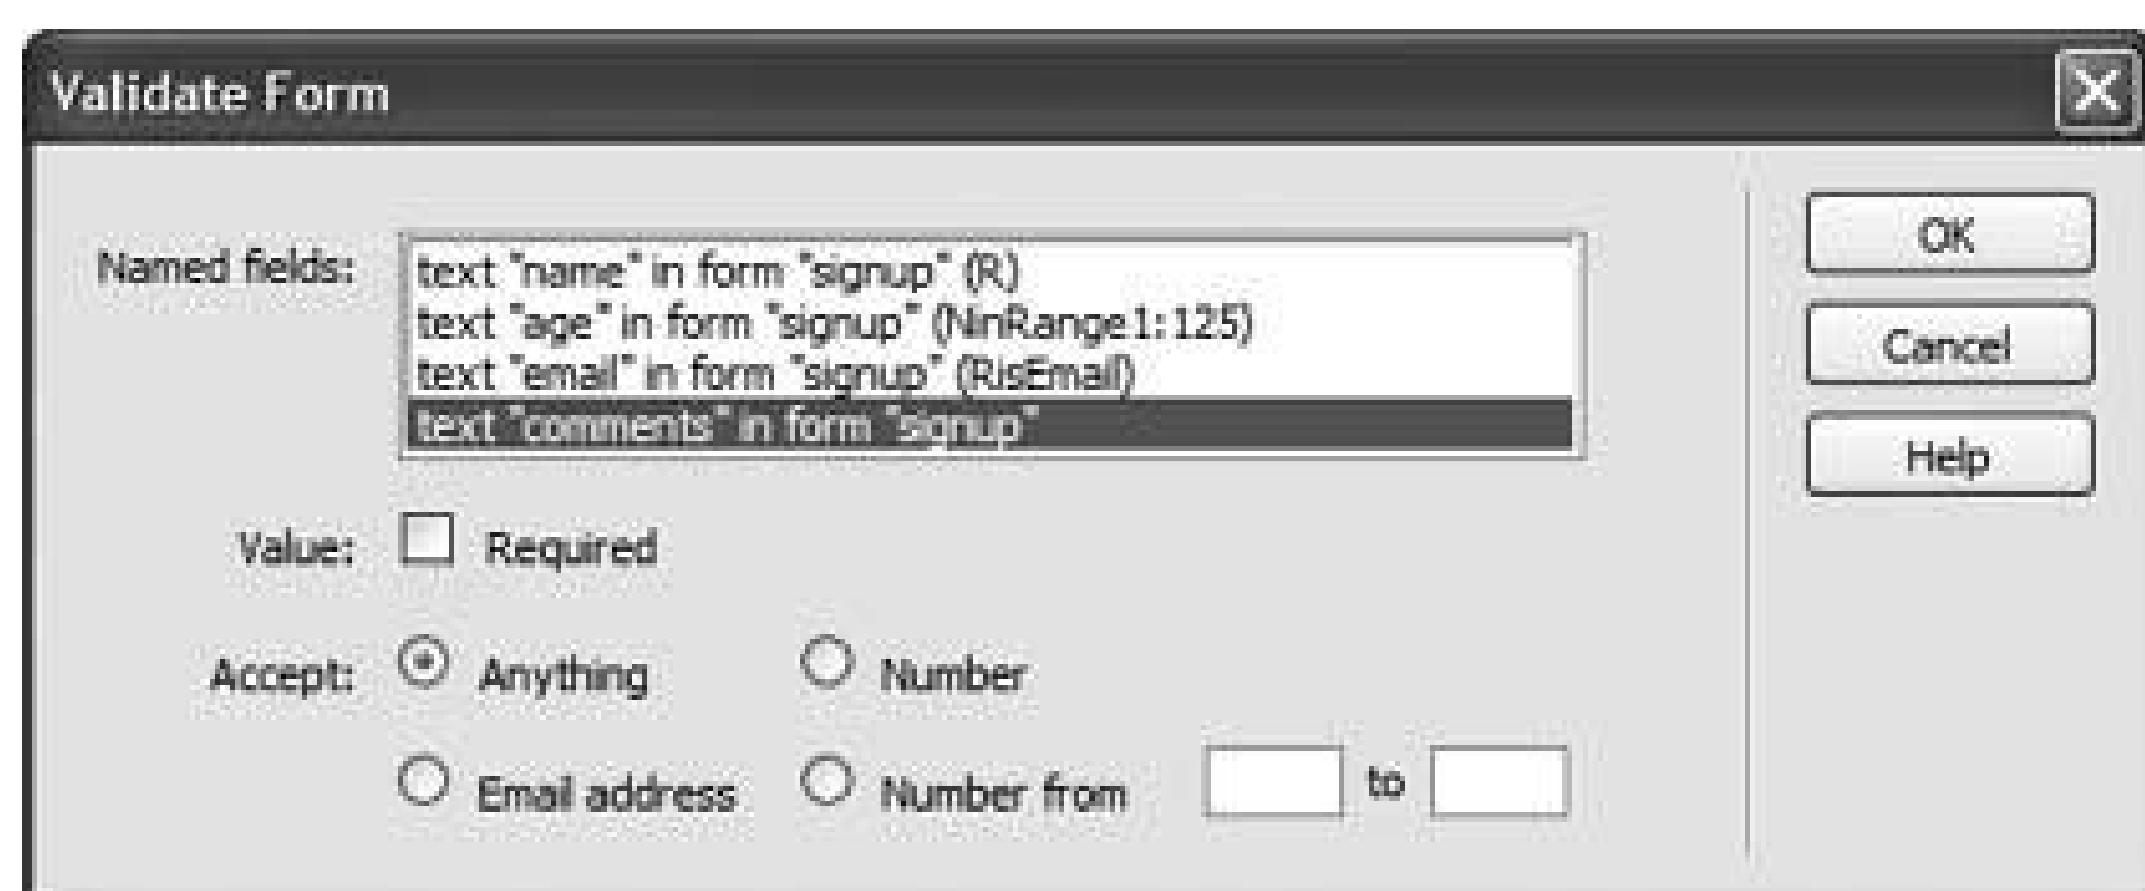 Validate Form
Named fields:
text "name" in form "signup" (R)
text "age" in form "signup" (NinRange1:125)
text "email" in form "signup" (RisEmail)
text "comments" in form "signup"
Value: Required
Accept: Anything Number
Email address Number from to
OK
Cancel
Help